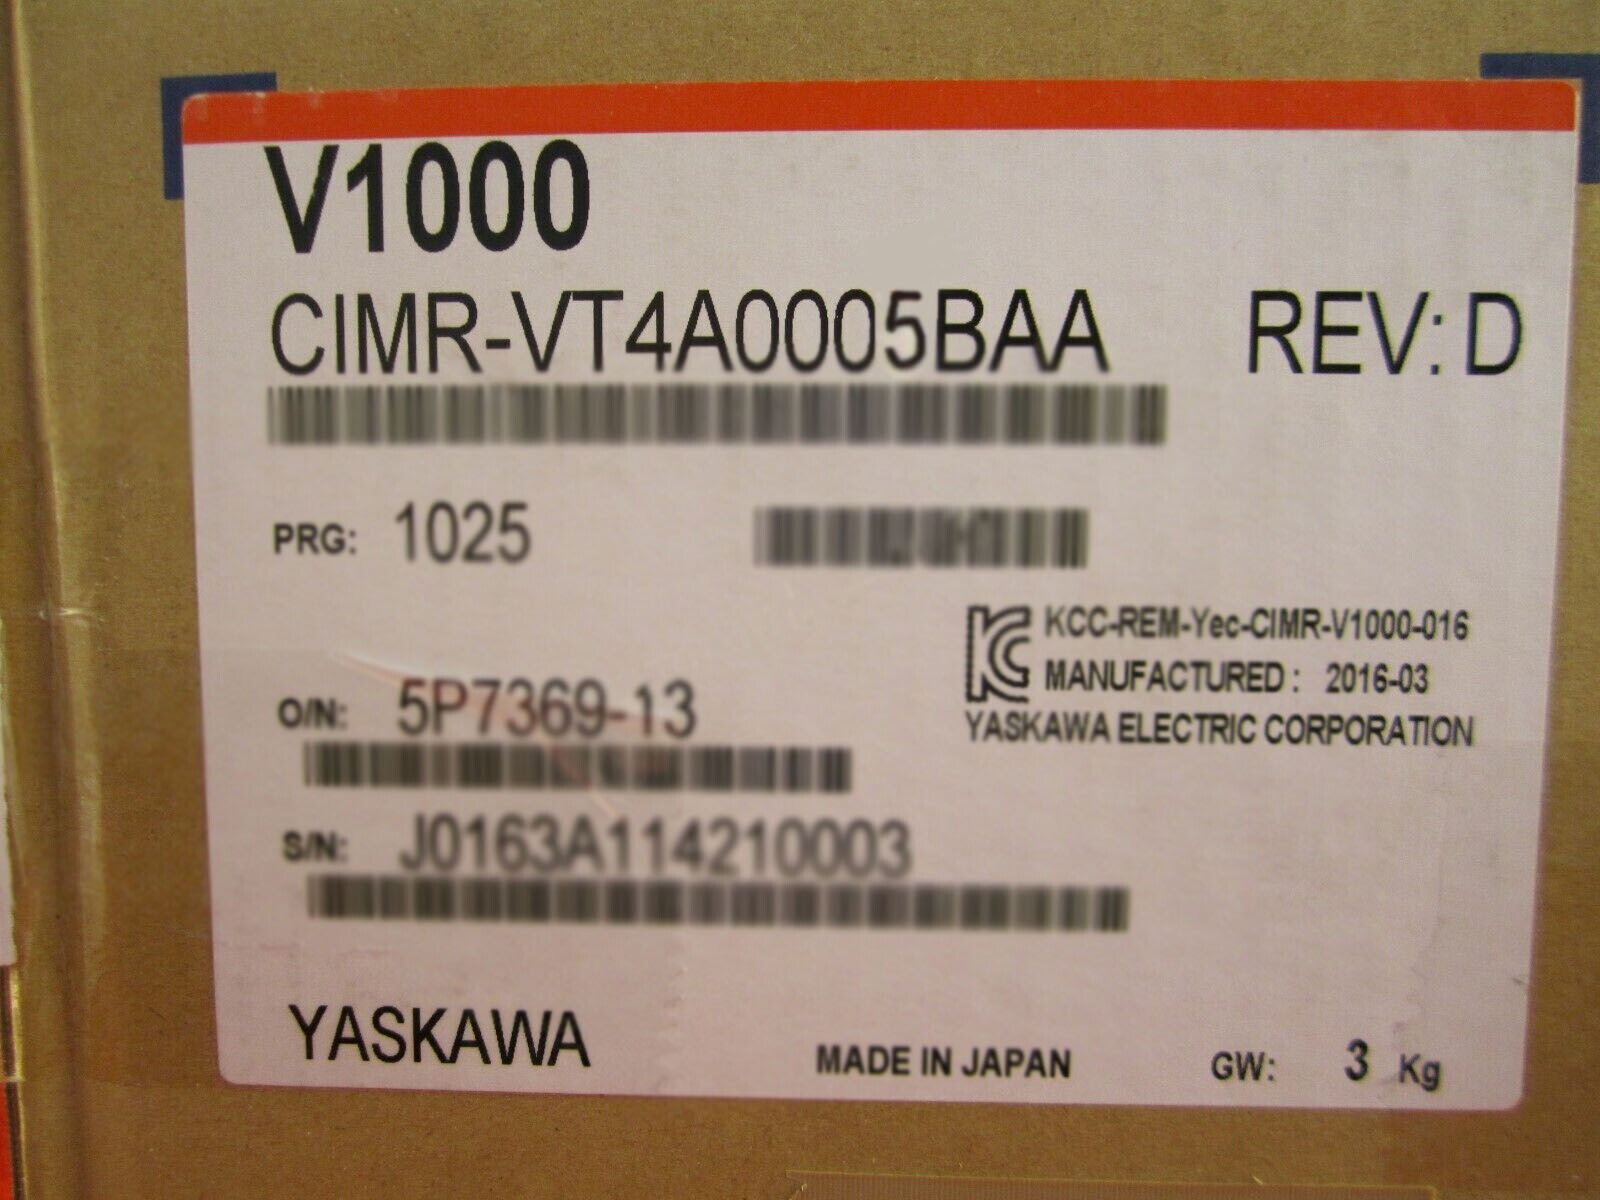 V1000
CIMR-VT4A0005BAA REV: D
PRG: 1025
KCC-REM-Yec-CIMR-V1000-016
MANUFACTURED : 2016-03
YASKAWA ELECTRIC CORPORATION
O/N: 5P7369-13
S/N: J0163A114210003
YASKAWA MADE IN JAPAN GW: 3 Kg